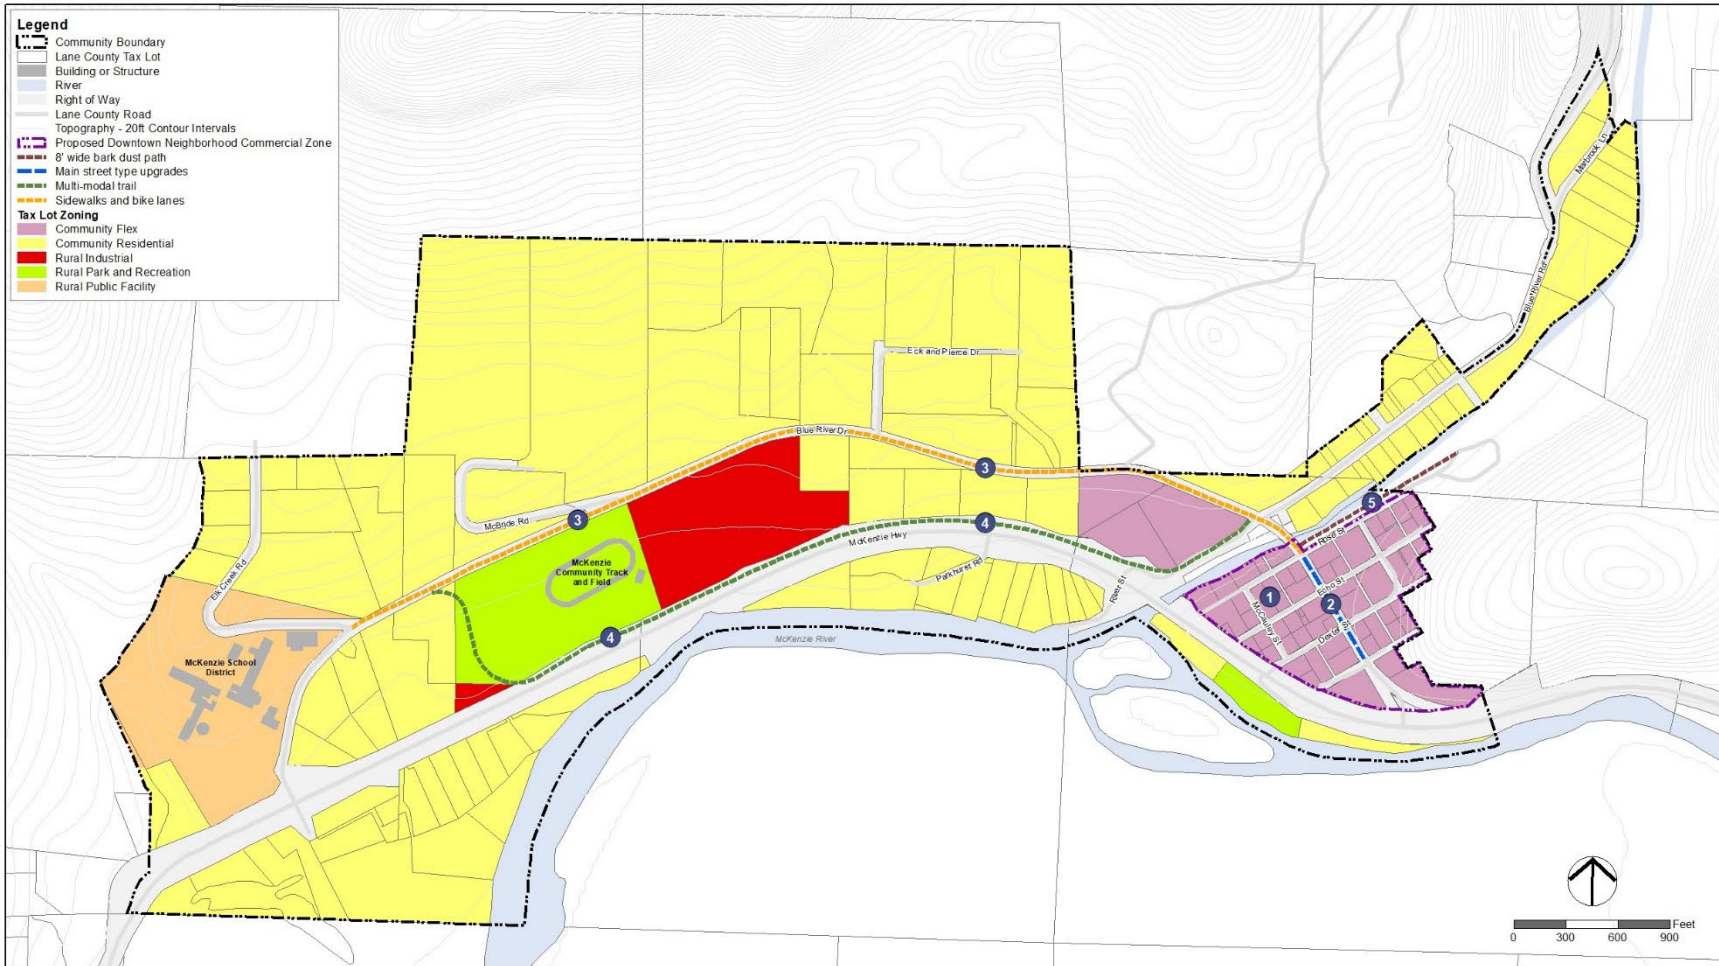 Legend
Community Boundary
Lane County Tax Lot
Building or Structure
River
Right of Way
Lane County Road
Topography - 20ft Contour Intervals
Proposed Downtown Neighborhood Commercial Zone
8' wide bark dust path
Main street type upgrades
Multi-modal trail
Sidewalks and bike lanes
Tax Lot Zoning
Community Flex
Community Residential
Rural Industrial
Rural Park and Recreation
Rural Public Facility
Marbrook Ln
Blue River Rd
Eck and Pierce Dr
Blue River Dr
3
3
McBride Rd
4
McKenzie Hwy
5
Rose St
McKenzie
Community Track
and Field
Elk Creek Rd
Parkhurst Rd
River St
1
Echo St
2
McCauley St
4
McKenzie River
McKenzie School
District
Feet
0 300 600 900